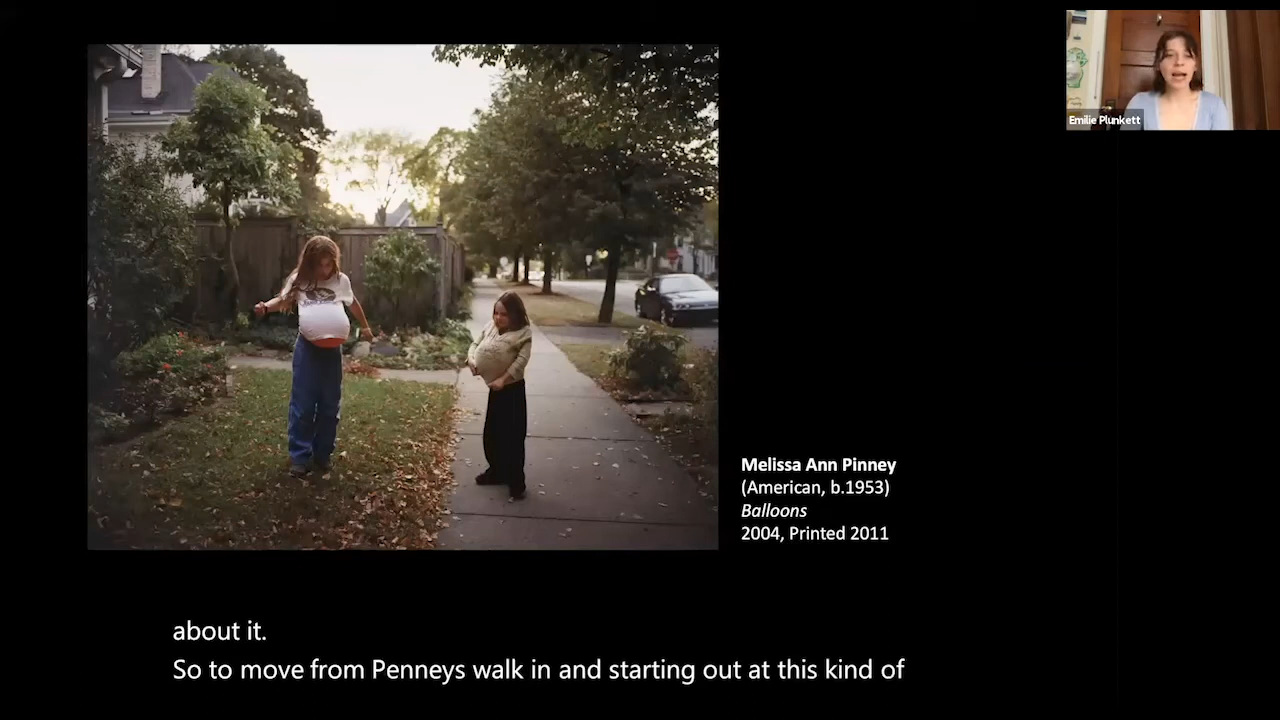 Emilie Plunkett
Melissa Ann Pinney
(American, b.1953)
Balloons
2004, Printed 2011
about it.
So to move from Penneys walk in and starting out at this kind of